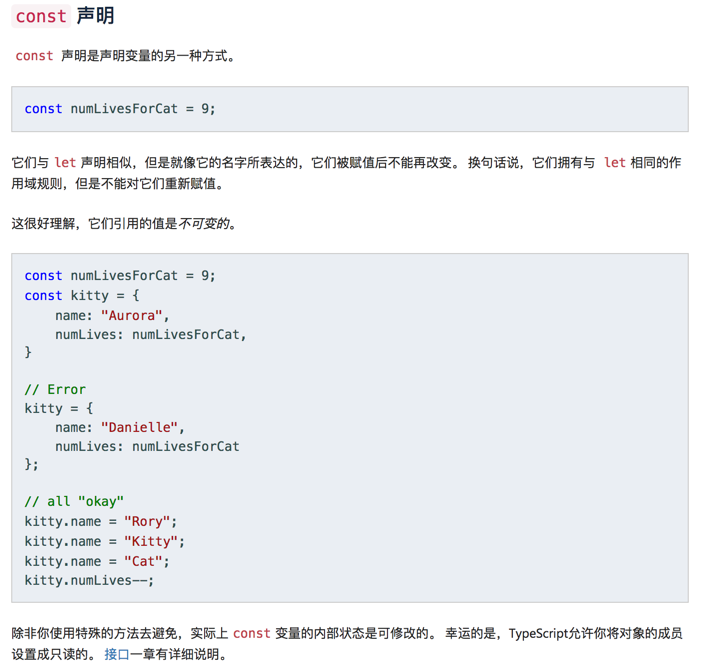 const 声明
const 声明是声明变量的另一种方式。
const numLivesForCat = 9;
它们与 let 声明相似，但是就像它的名字所表达的，它们被赋值后不能再改变。 换句话说，它们拥有与 let 相同的作
用域规则，但是不能对它们重新赋值。
这很好理解，它们引用的值是不可变的。
const numLivesForCat = 9;
const kitty = {
    name: "Aurora",
    numLives: numLivesForCat,
}
// Error
kitty = {
    name: "Danielle",
    numLives: numLivesForCat
};
// all "okay"
kitty.name = "Rory";
kitty.name = "Kitty";
kitty.name = "Cat";
kitty.numLives--;
除非你使用特殊的方法去避免，实际上 const 变量的内部状态是可修改的。 幸运的是，TypeScript允许你将对象的成员
设置成只读的。 接口一章有详细说明。